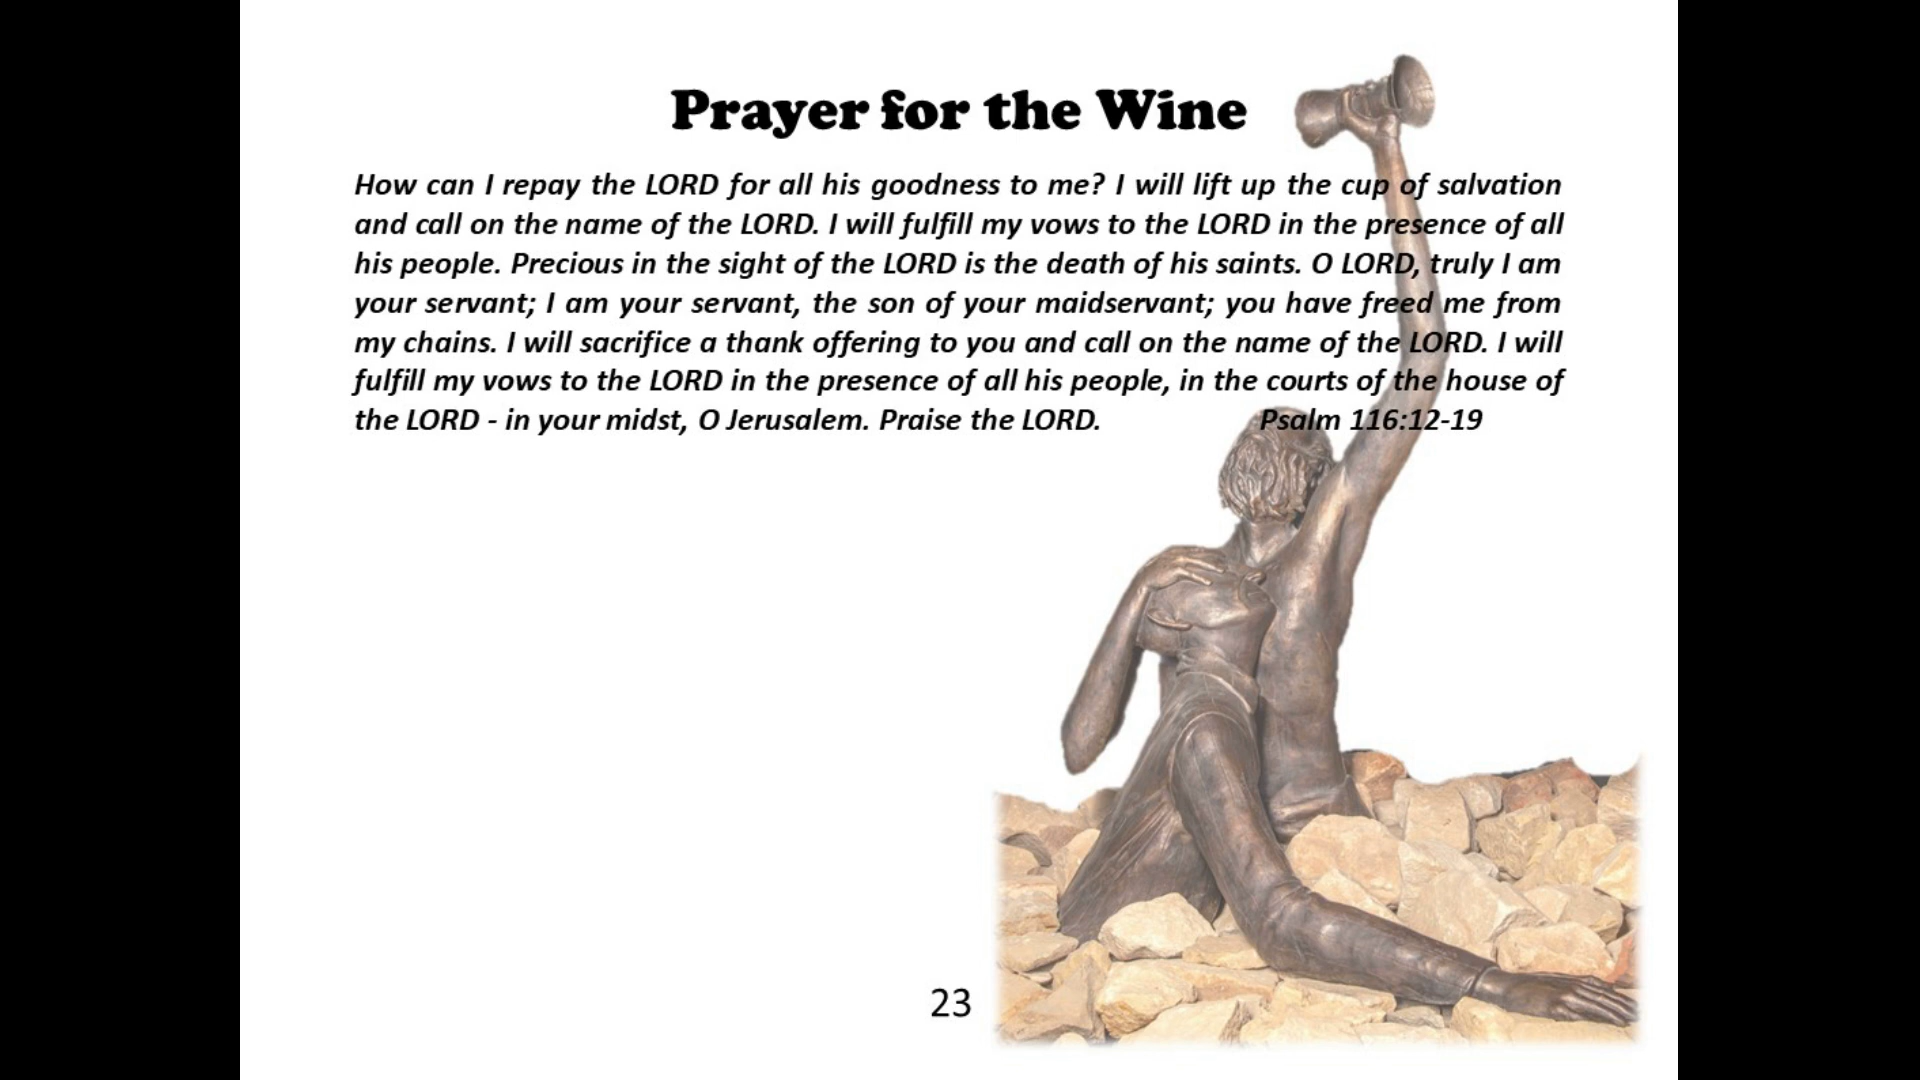 Prayer for the Wine
How can I repay the LORD for all his goodness to me? I will lift up the cup of salvation
and call on the name of the LORD. I will fulfill my vows to the LORD in the presence of all
his people. Precious in the sight of the LORD is the death of his saints. O LORD, truly I am
your servant; I am your servant, the son of your maidservant; you have freed me from
my chains. I will sacrifice a thank offering to you and call on the name of the LORD. I will
fulfill my vows to the LORD in the presence of all his people, in the courts of the house of
the LORD - in your midst, O Jerusalem. Praise the LORD. Psalm 116:12-19
23